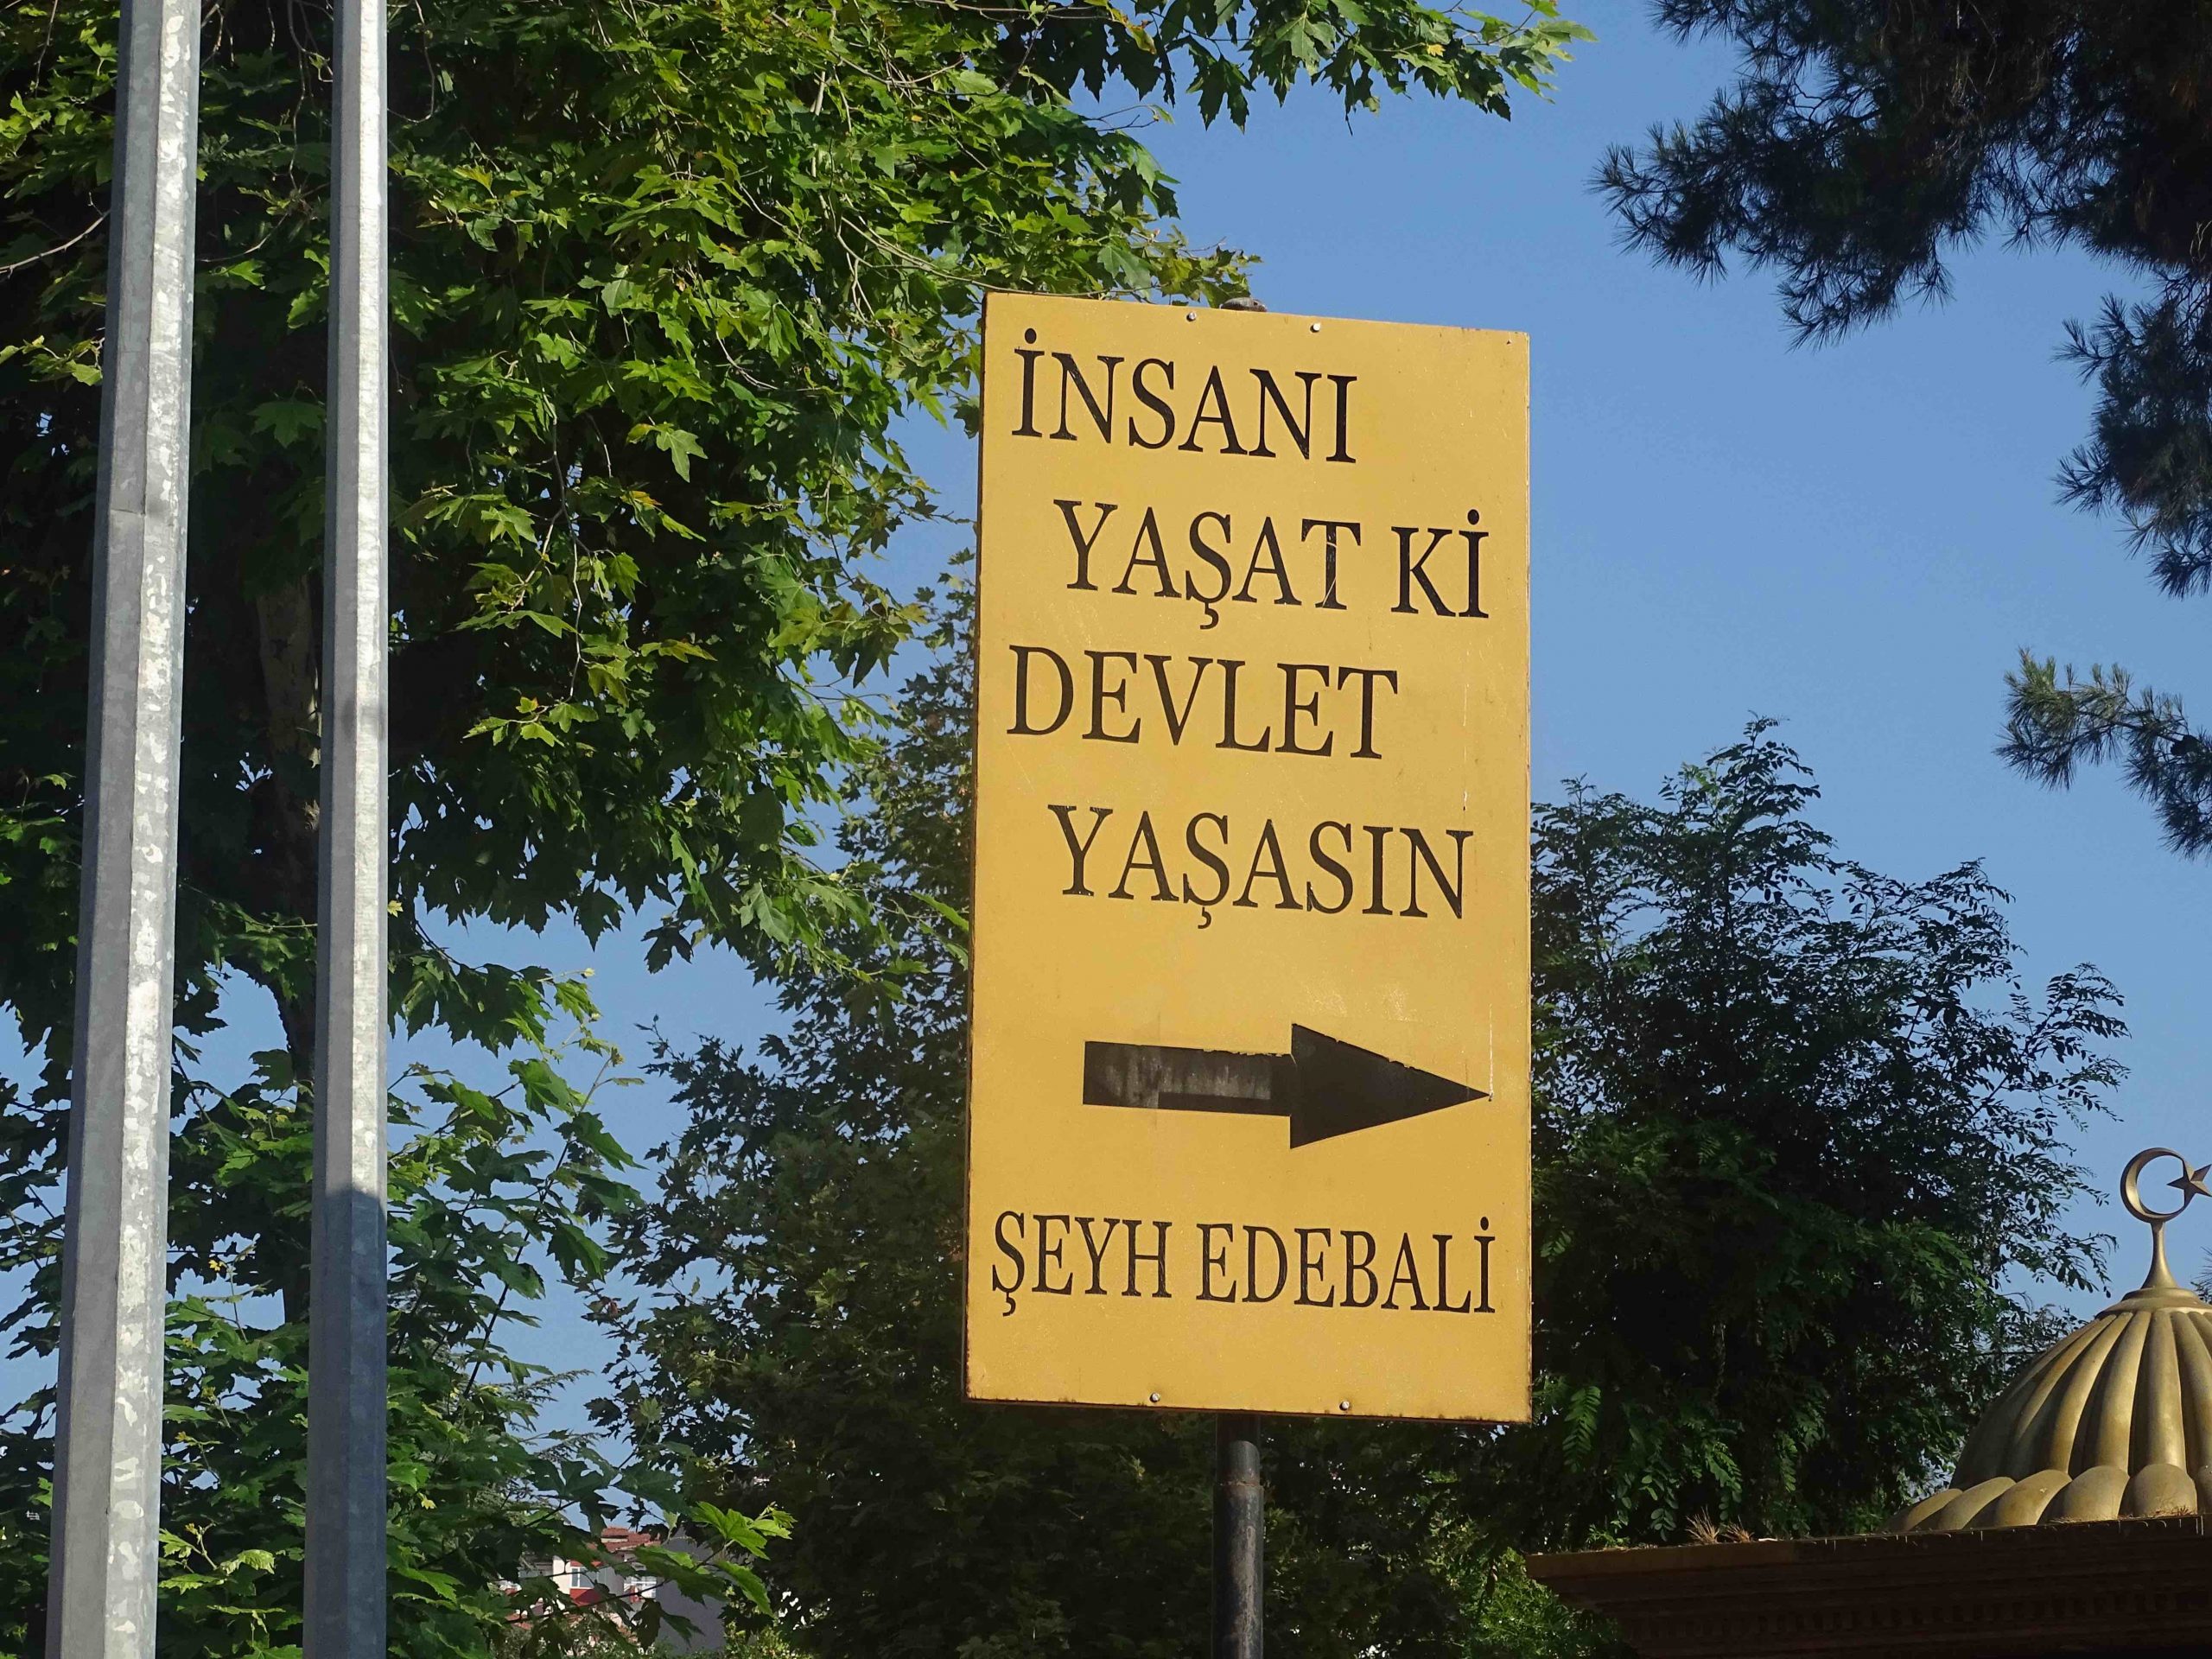 İNSANI
YAŞAT Kİ
DEVLET
YAŞASIN
ŞEYH EDEBALİ